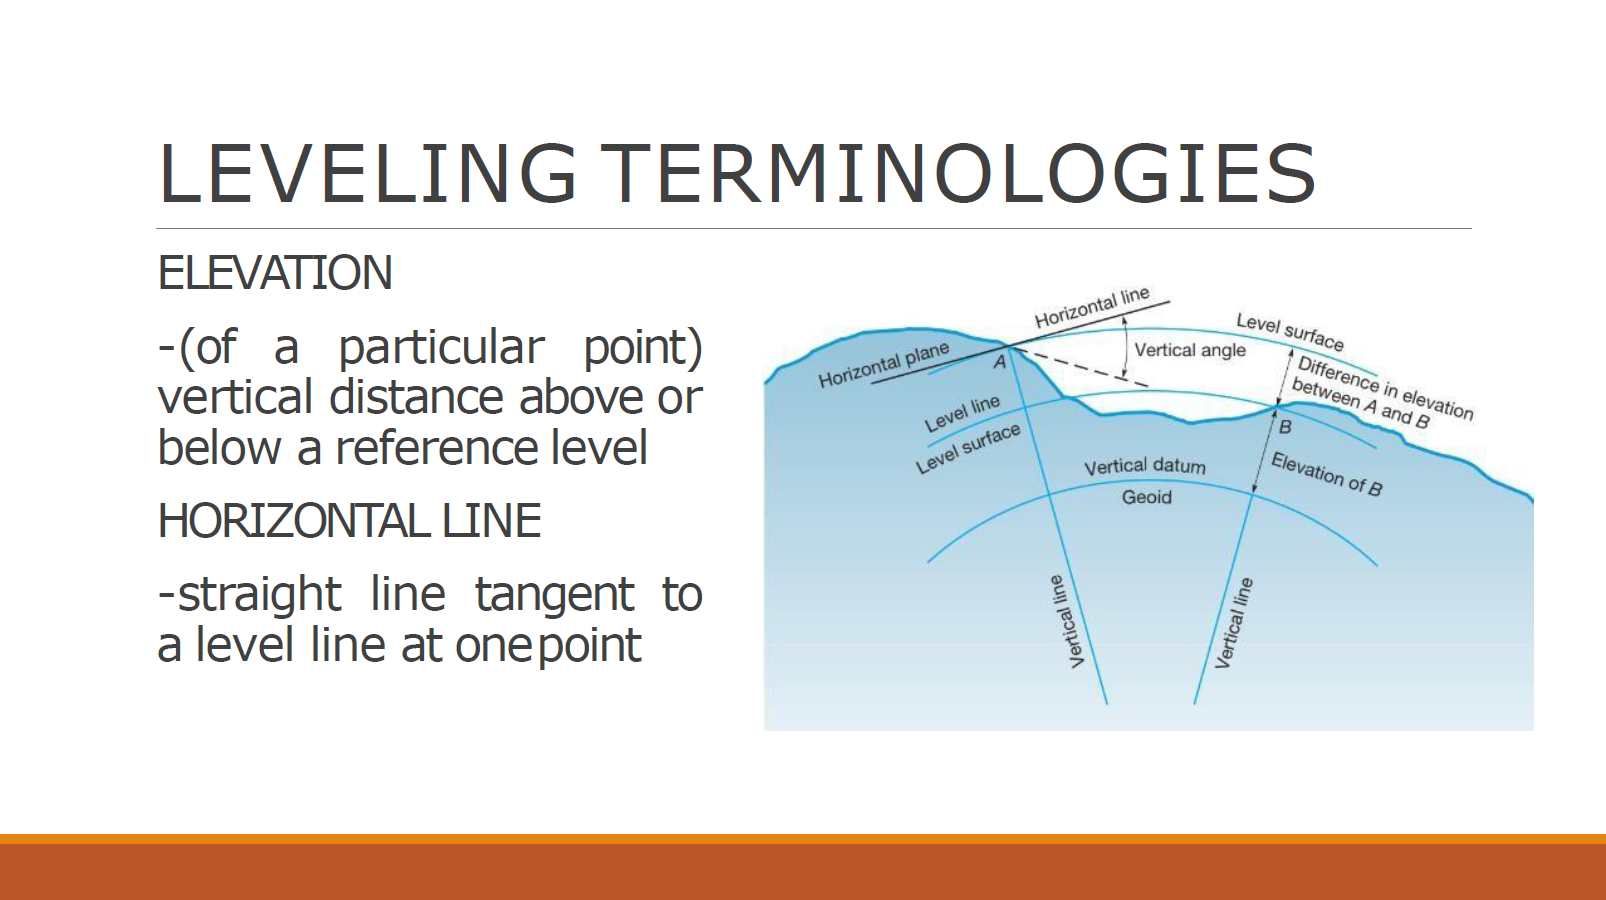 LEVELING TERMINOLOGIES
ELEVATION
-(of a particular point)
vertical distance above or
below a reference level
HORIZONTAL LINE
-straight line tangent to
a level line at one point
Horizontal line
Level surface
Vertical angle
Horizontal plane
A
Difference in elevation
between A and B
Level line
Level surface
B
Vertical datum
Geoid
Elevation of B
Vertical line
Vertical line